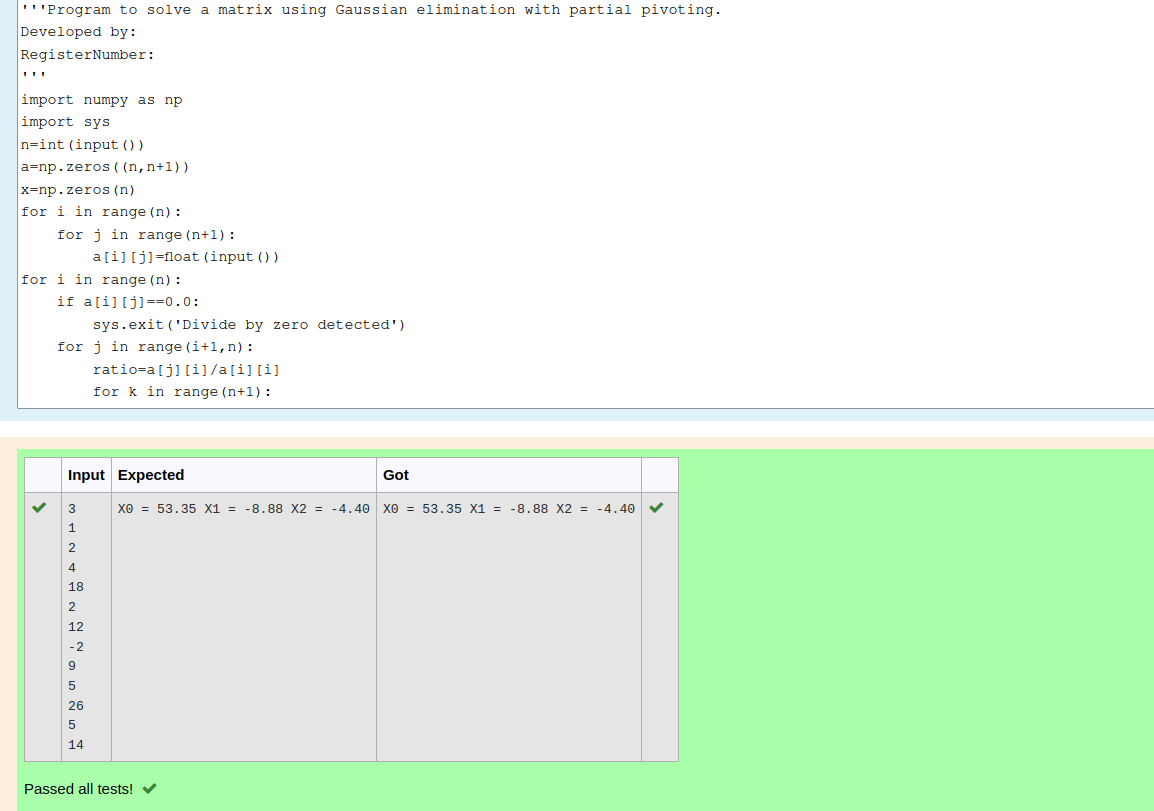 '''Program to solve a matrix using Gaussian elimination with partial pivoting.
Developed by:
RegisterNumber:
'''
import numpy as np
import sys
n=int(input())
a=np.zeros((n,n+1))
x=np.zeros(n)
for i in range(n):
    for j in range(n+1):
        a[i][j]=float(input())
for i in range(n):
    if a[i][j]==0.0:
        sys.exit('Divide by zero detected')
    for j in range(i+1,n):
        ratio=a[j][i]/a[i][i]
        for k in range(n+1):
Input Expected Got
3 X0 = 53.35 X1 = -8.88 X2 = -4.40 X0 = 53.35 X1 = -8.88 X2 = -4.40
1
2
4
18
2
12
-2
9
5
26
5
14
Passed all tests!